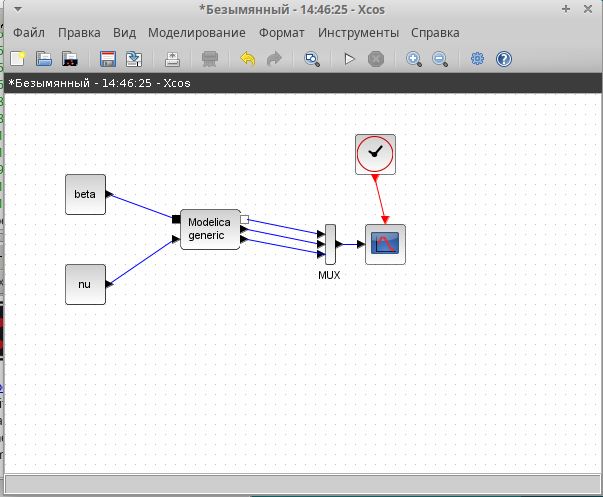 *Безымянный - 14:46:25 - Xcos
Файл Правка Вид Моделирование Формат Инструменты Справка
*Безымянный - 14:46:25 - Xcos
beta
Modelica
generic
nu
MUX